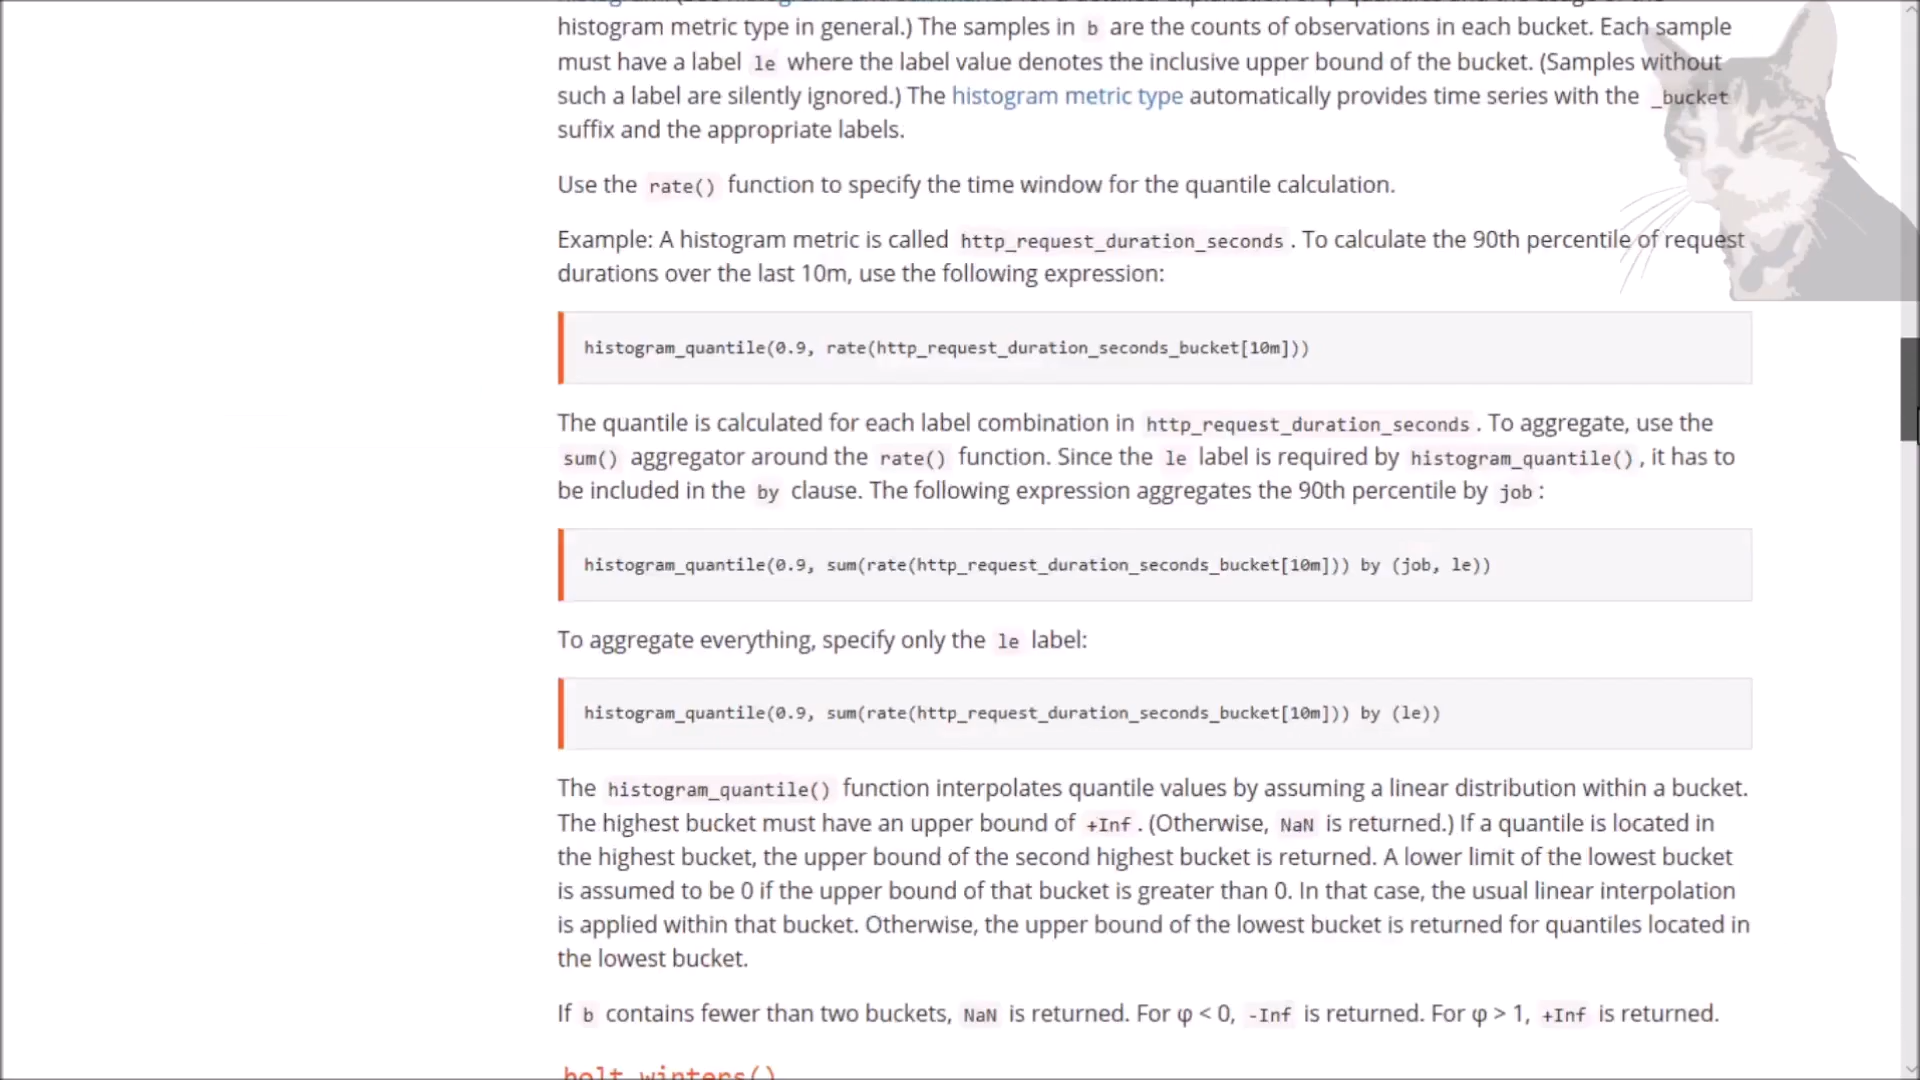 histogram metric type in general.) The samples in b are the counts of observations in each bucket. Each sample
must have a label le where the label value denotes the inclusive upper bound of the bucket. (Samples without
such a label are silently ignored.) The histogram metric type automatically provides time series with the _bucket
suffix and the appropriate labels.
Use the rate() function to specify the time window for the quantile calculation.
Example: A histogram metric is called http_request_duration_seconds . To calculate the 90th percentile of request
durations over the last 10m, use the following expression:
histogram_quantile(0.9, rate(http_request_duration_seconds_bucket[10m]))
The quantile is calculated for each label combination in http_request_duration_seconds . To aggregate, use the
sum() aggregator around the rate() function. Since the le label is required by histogram_quantile() , it has to
be included in the by clause. The following expression aggregates the 90th percentile by job :
histogram_quantile(0.9, sum(rate(http_request_duration_seconds_bucket[10m])) by (job, le))
To aggregate everything, specify only the le label:
histogram_quantile(0.9, sum(rate(http_request_duration_seconds_bucket[10m])) by (le))
The histogram_quantile() function interpolates quantile values by assuming a linear distribution within a bucket.
The highest bucket must have an upper bound of +Inf . (Otherwise, NaN is returned.) If a quantile is located in
the highest bucket, the upper bound of the second highest bucket is returned. A lower limit of the lowest bucket
is assumed to be 0 if the upper bound of that bucket is greater than 0. In that case, the usual linear interpolation
is applied within that bucket. Otherwise, the upper bound of the lowest bucket is returned for quantiles located in
the lowest bucket.
If b contains fewer than two buckets, NaN is returned. For φ < 0, -Inf is returned. For φ > 1, +Inf is returned.
holt_winters()